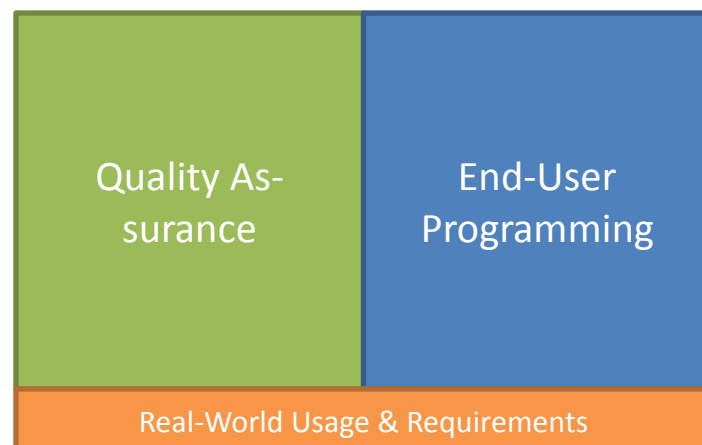 Quality As-
surance
End-User
Programming
Real-World Usage & Requirements